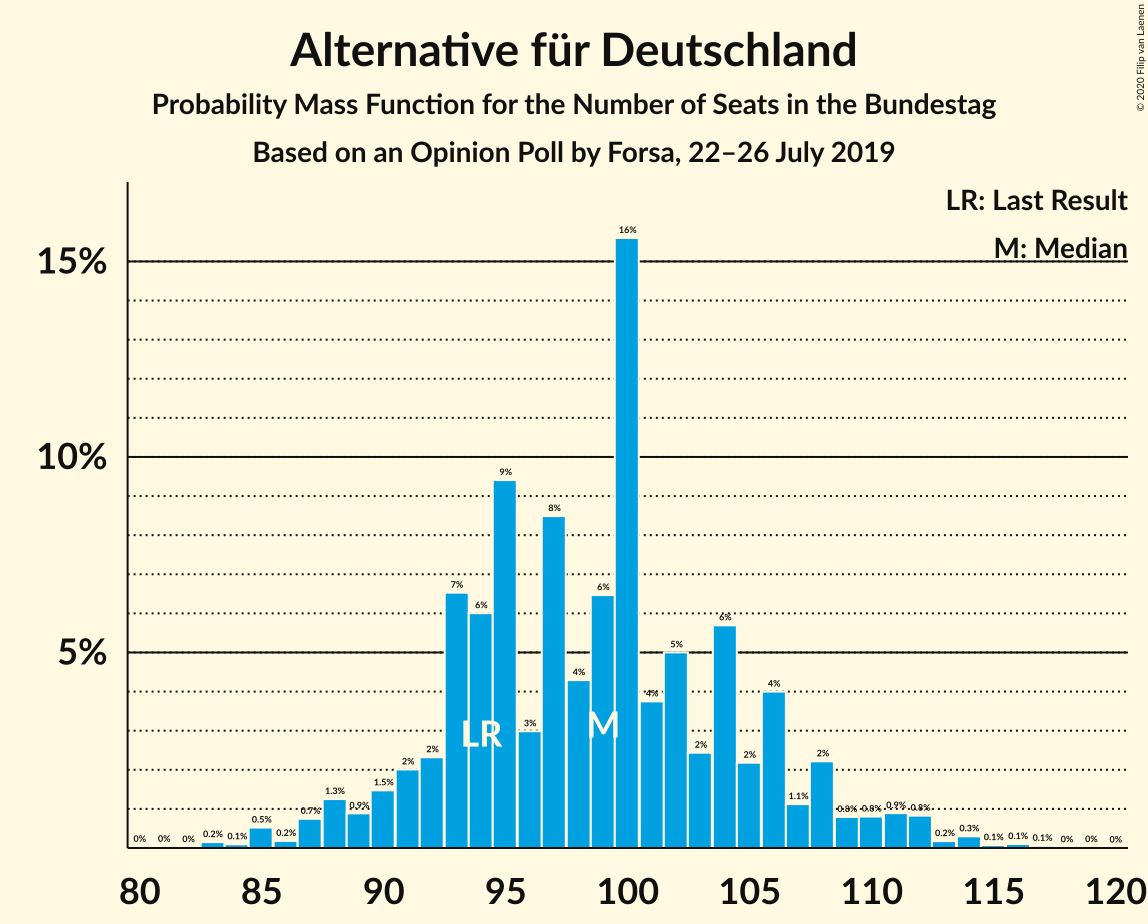 Alternative für Deutschland
Probability Mass Function for the Number of Seats in the Bundestag
Based on an Opinion Poll by Forsa, 22–26 July 2019
© 2020 Filip van Laenen
LR: Last Result
M: Median
15%
10%
5%
0% 0% 0% 0.2% 0.1% 0.5% 0.2% 0.7% 1.3% 0.9% 1.5% 2% 2% 7% 6% 9% 3% 8% 4% 6% 16% 4% 5% 2% 6% 2% 4% 1.1% 2% 0.8% 0.8% 0.9% 0.8% 0.2% 0.3% 0.1% 0.1% 0.1% 0% 0% 0%
LR M
80 85 90 95 100 105 110 115 120